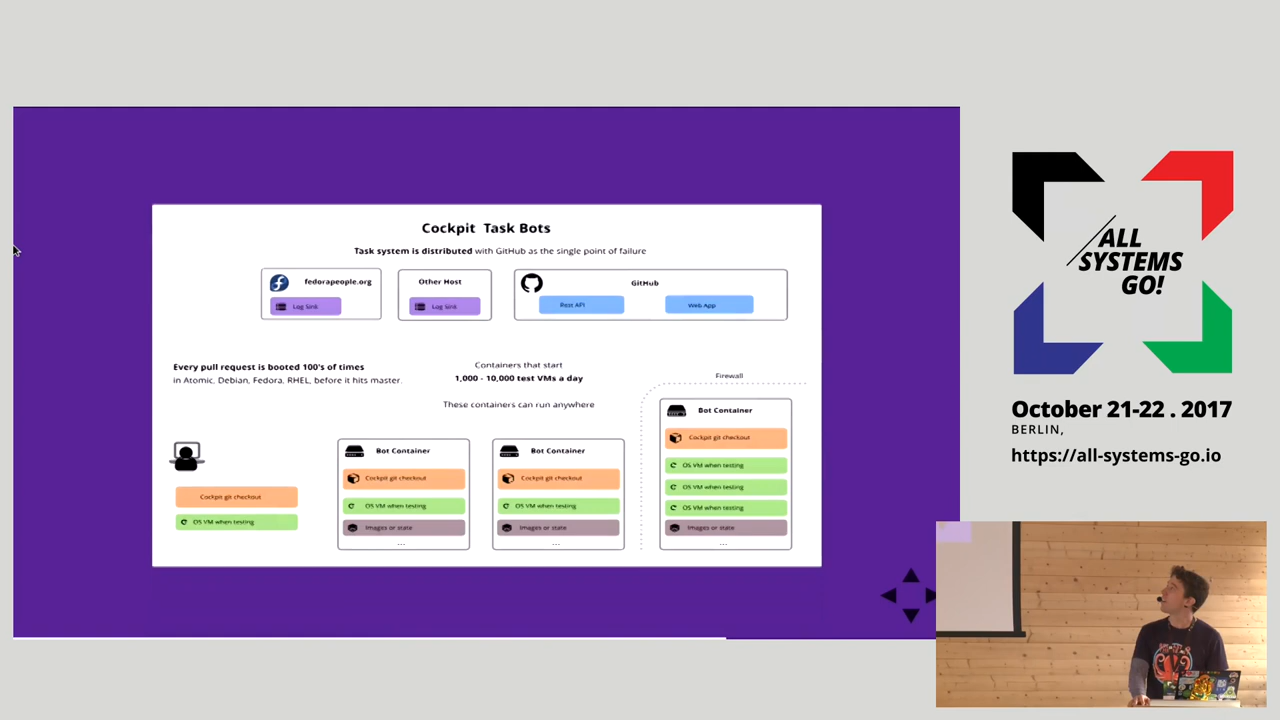 Cockpit Task Bots
Task system is distributed with GitHub as the single point of failure
fedorapeople.org
Log Sink
Other Host
Log Sink
GitHub
Rest API
Web App
Every pull request is booted 100's of times
in Atomic, Debian, Fedora, RHEL, before it hits master.
Containers that start
1,000 - 10,000 test VMs a day
These containers can run anywhere
Firewall
Cockpit git checkout
OS VM when testing
Bot Container
Cockpit git checkout
OS VM when testing
Images or state
...
Bot Container
Cockpit git checkout
OS VM when testing
Images or state
...
Bot Container
Cockpit git checkout
OS VM when testing
OS VM when testing
OS VM when testing
Images or state
...
ALL
SYSTEMS
GO!
October 21-22 . 2017
BERLIN,
https://all-systems-go.io